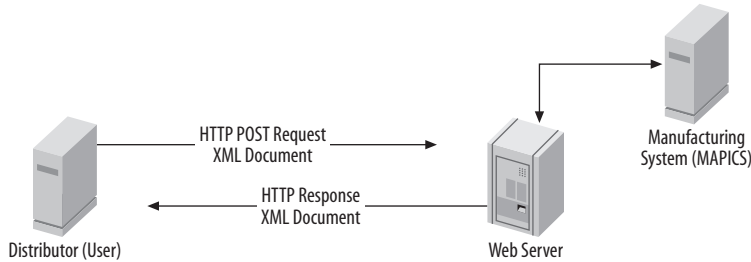 HTTP POST Request
XML Document
HTTP Response
XML Document
Distributor (User)
Web Server
Manufacturing
System (MAPICS)